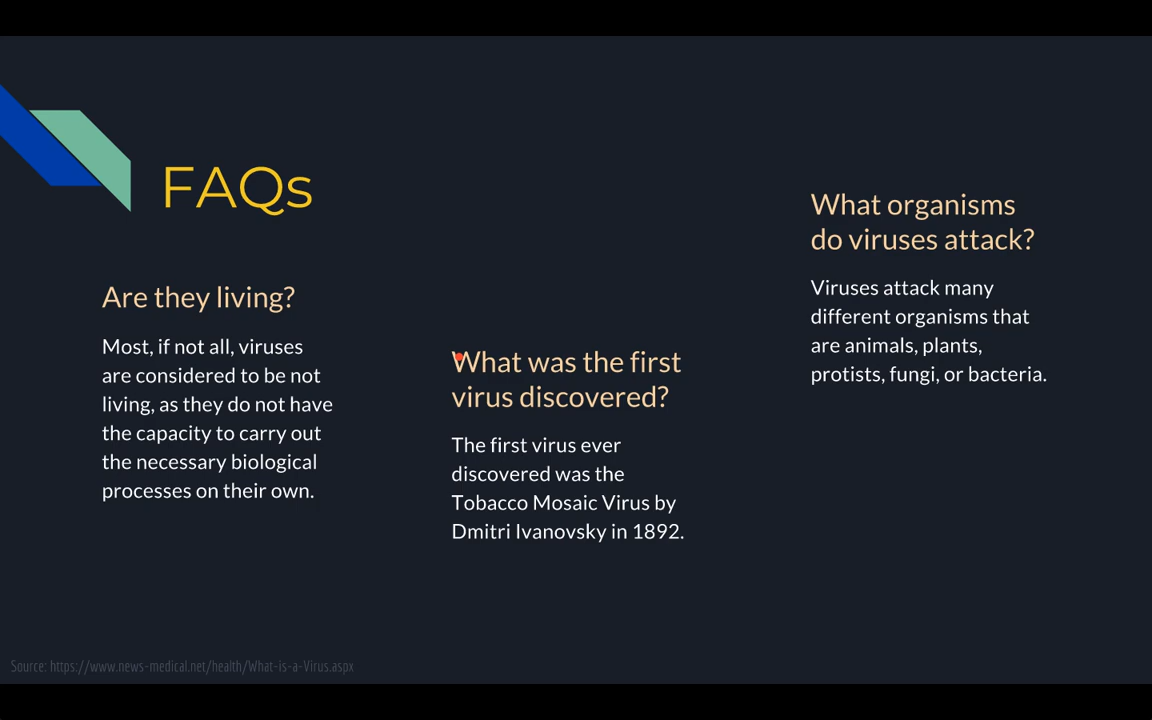 FAQs
Are they living?
Most, if not all, viruses
are considered to be not
living, as they do not have
the capacity to carry out
the necessary biological
processes on their own.
What was the first
virus discovered?
The first virus ever
discovered was the
Tobacco Mosaic Virus by
Dmitri Ivanovsky in 1892.
What organisms
do viruses attack?
Viruses attack many
different organisms that
are animals, plants,
protists, fungi, or bacteria.
Source: https://www.news-medical.net/health/What-is-a-Virus.aspx